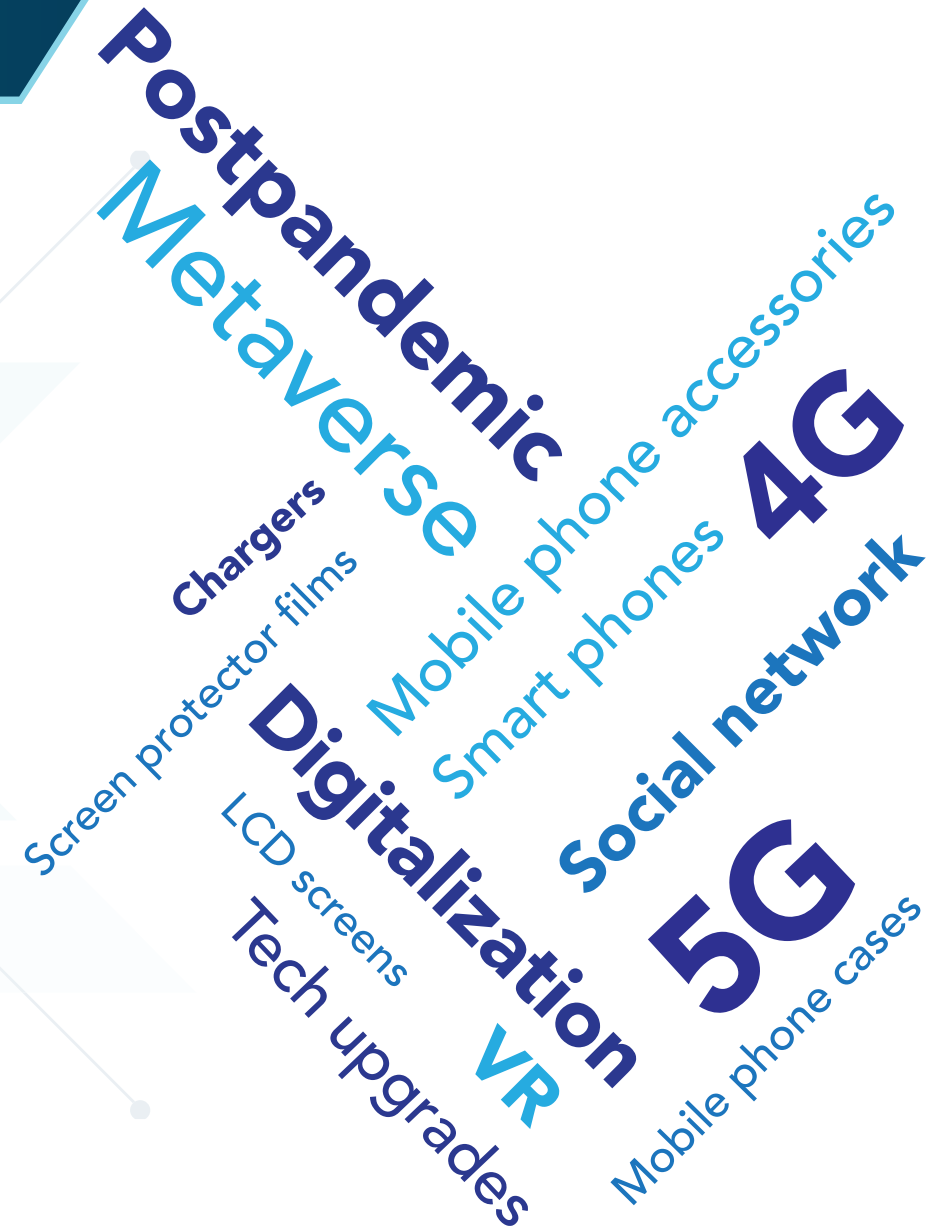 Postpandemic
Metaverse
Mobile phone accessories
4G
Chargers
Smart phones
Screen protector films
Social network
Digitalization
LCD screens
5G
Tech upgrades
VR
Mobile phone cases